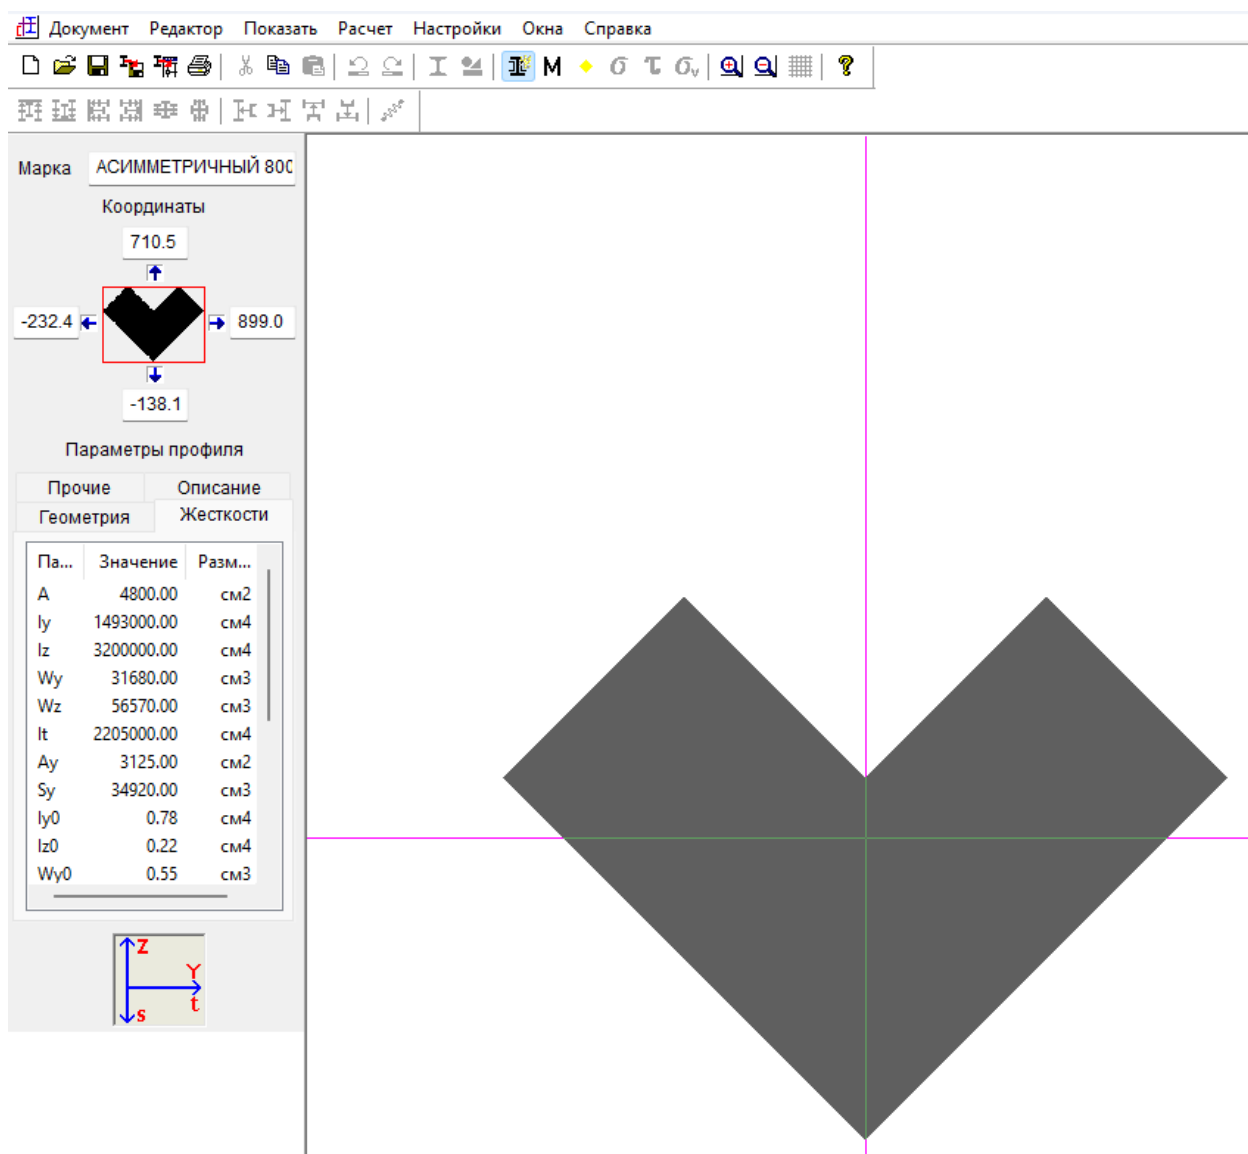 Документ Редактор Показать Расчет Настройки Окна Справка
M σ τ σv ?
Марка АСИММЕТРИЧНЫЙ 800
Координаты
710.5
-232.4 899.0
-138.1
Параметры профиля
Прочие Описание
Геометрия Жесткости
Па... Значение Разм...
A 4800.00 см2
Iy 1493000.00 см4
Iz 3200000.00 см4
Wy 31680.00 см3
Wz 56570.00 см3
It 2205000.00 см4
Ay 3125.00 см2
Sy 34920.00 см3
Iy0 0.78 см4
Iz0 0.22 см4
Wy0 0.55 см3
Z
Y
t
s